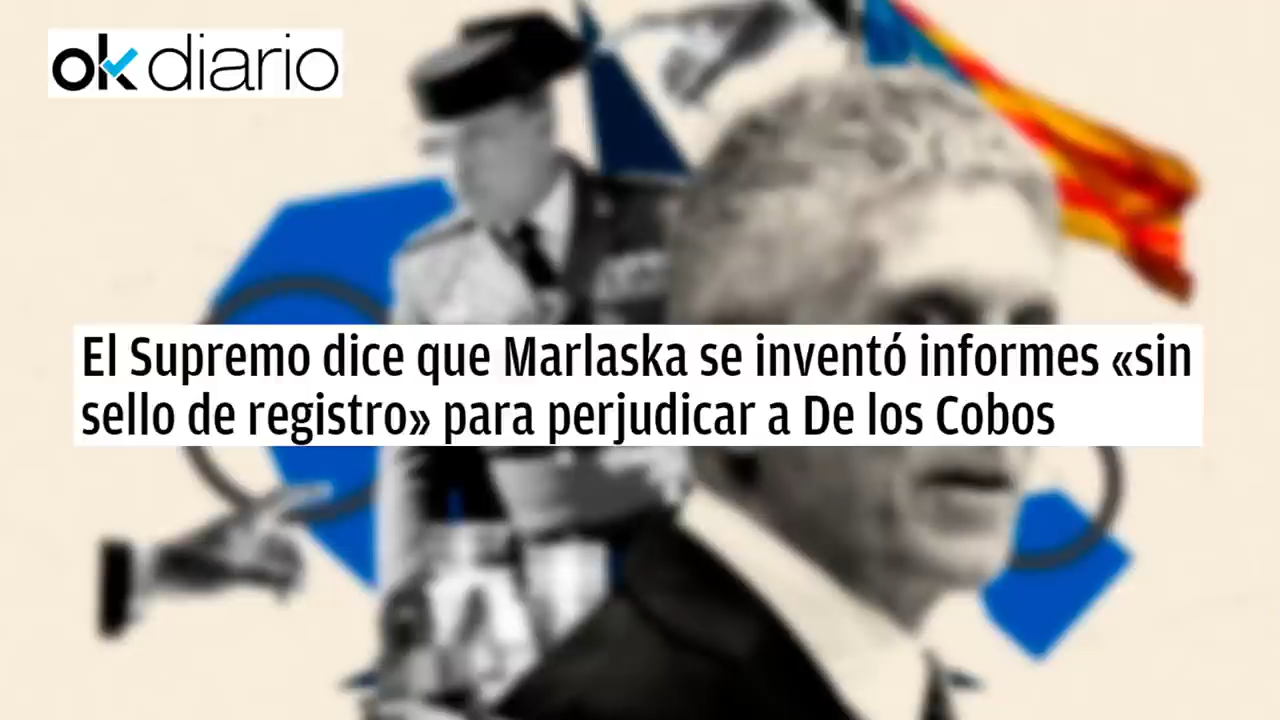 ok diario
El Supremo dice que Marlaska se inventó informes «sin
sello de registro» para perjudicar a De los Cobos